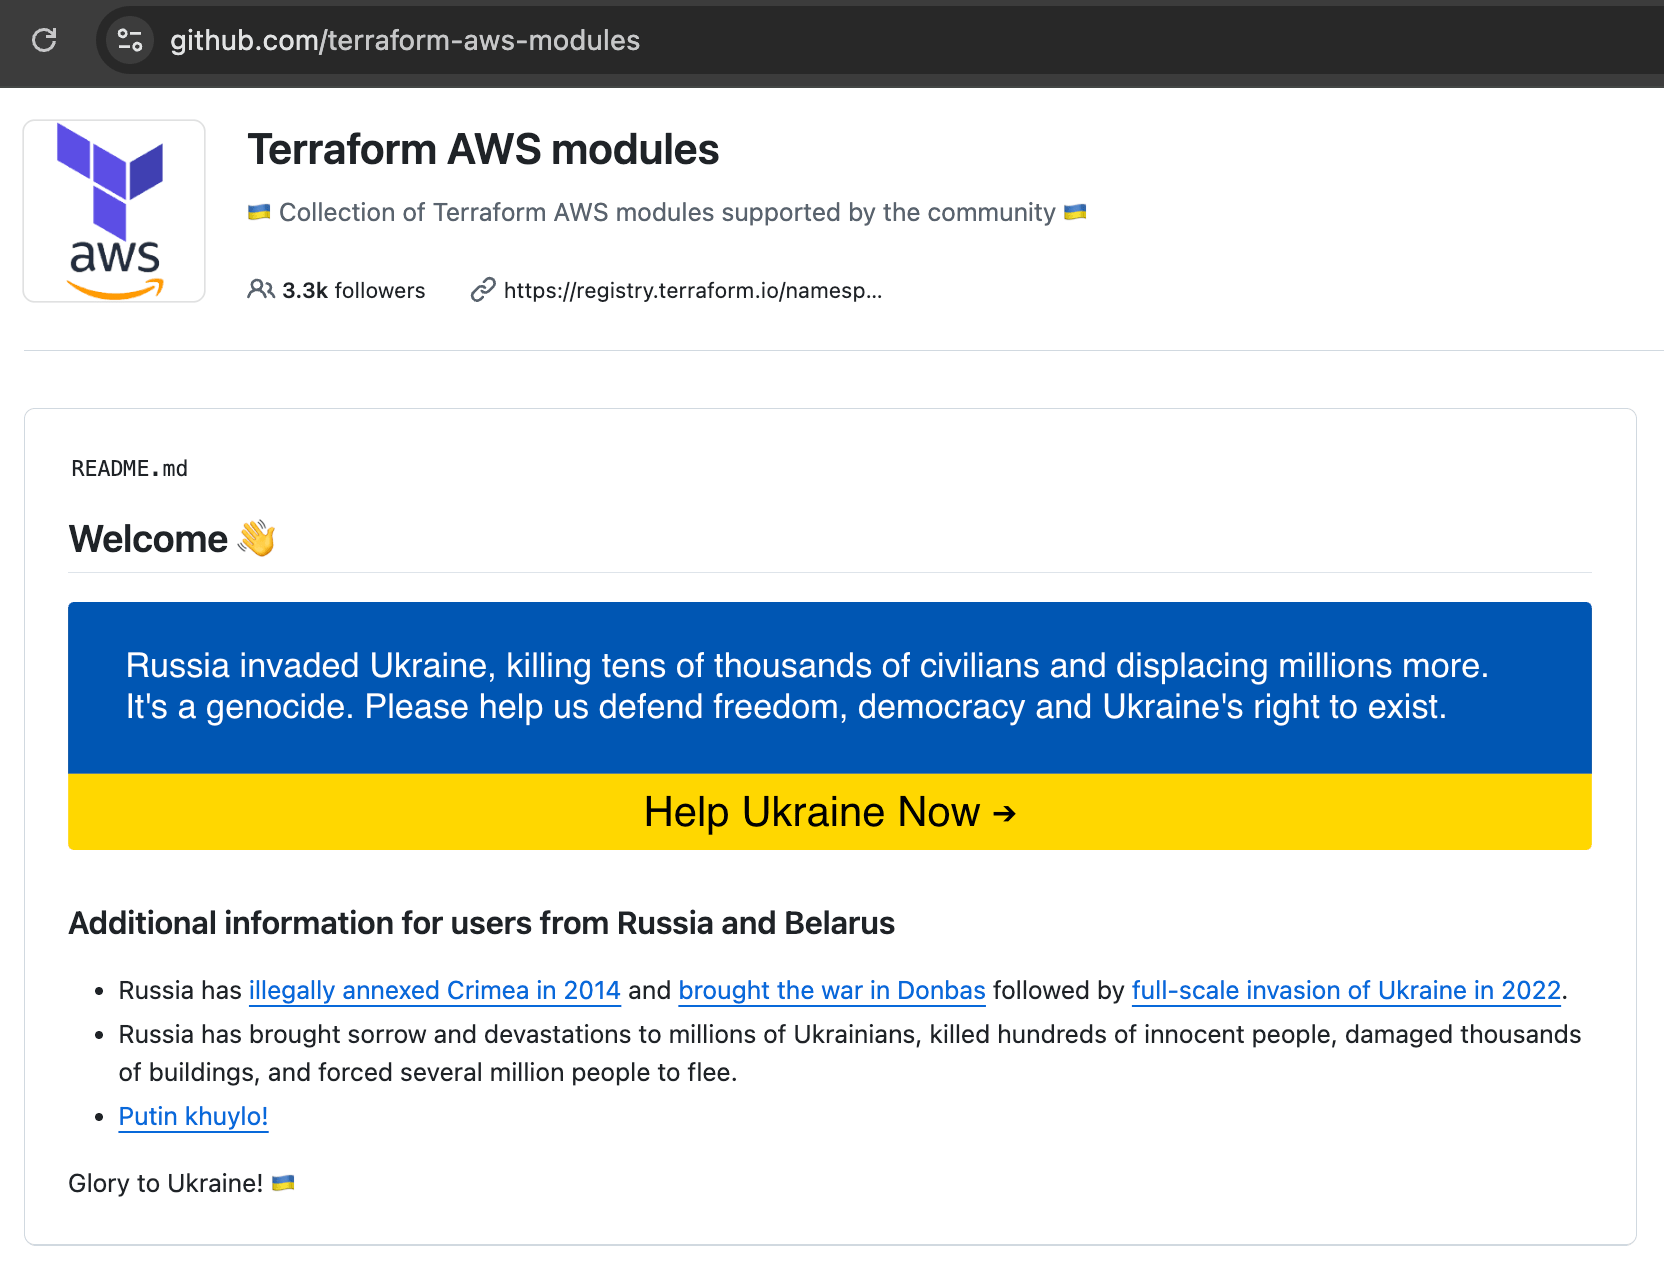 github.com/terraform-aws-modules
aws
Terraform AWS modules
🇺🇦 Collection of Terraform AWS modules supported by the community 🇺🇦
3.3k followers
https://registry.terraform.io/namesp...
README.md
Welcome 👋
Russia invaded Ukraine, killing tens of thousands of civilians and displacing millions more.
It's a genocide. Please help us defend freedom, democracy and Ukraine's right to exist.
Help Ukraine Now →
Additional information for users from Russia and Belarus
• Russia has illegally annexed Crimea in 2014 and brought the war in Donbas followed by full-scale invasion of Ukraine in 2022.
• Russia has brought sorrow and devastations to millions of Ukrainians, killed hundreds of innocent people, damaged thousands
of buildings, and forced several million people to flee.
• Putin khuylo!
Glory to Ukraine! 🇺🇦